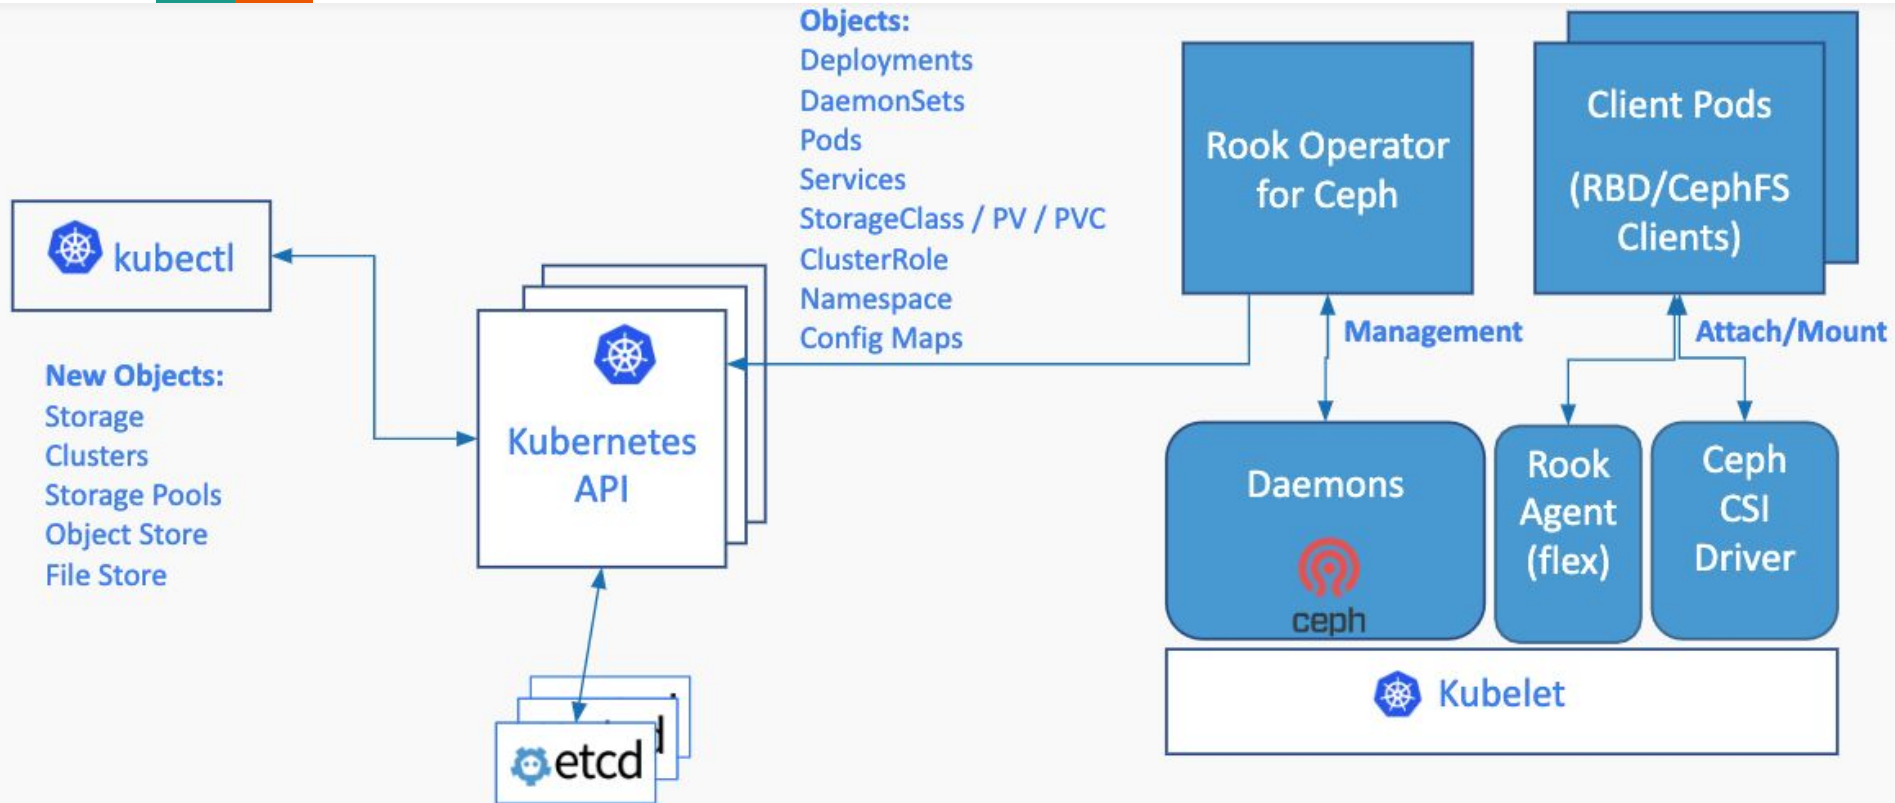 Objects:
Deployments
DaemonSets
Pods
Services
StorageClass / PV / PVC
ClusterRole
Namespace
Config Maps
Rook Operator
for Ceph
Client Pods
(RBD/CephFS
Clients)
kubectl
New Objects:
Storage
Clusters
Storage Pools
Object Store
File Store
Kubernetes
API
Management
Attach/Mount
Daemons
ceph
Rook
Agent
(flex)
Ceph
CSI
Driver
Kubelet
etcd